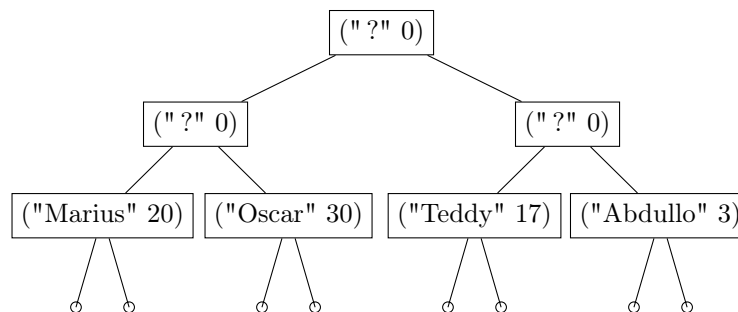 ("?" 0)
("?" 0) ("?" 0)
("Marius" 20) ("Oscar" 30) ("Teddy" 17) ("Abdullo" 3)